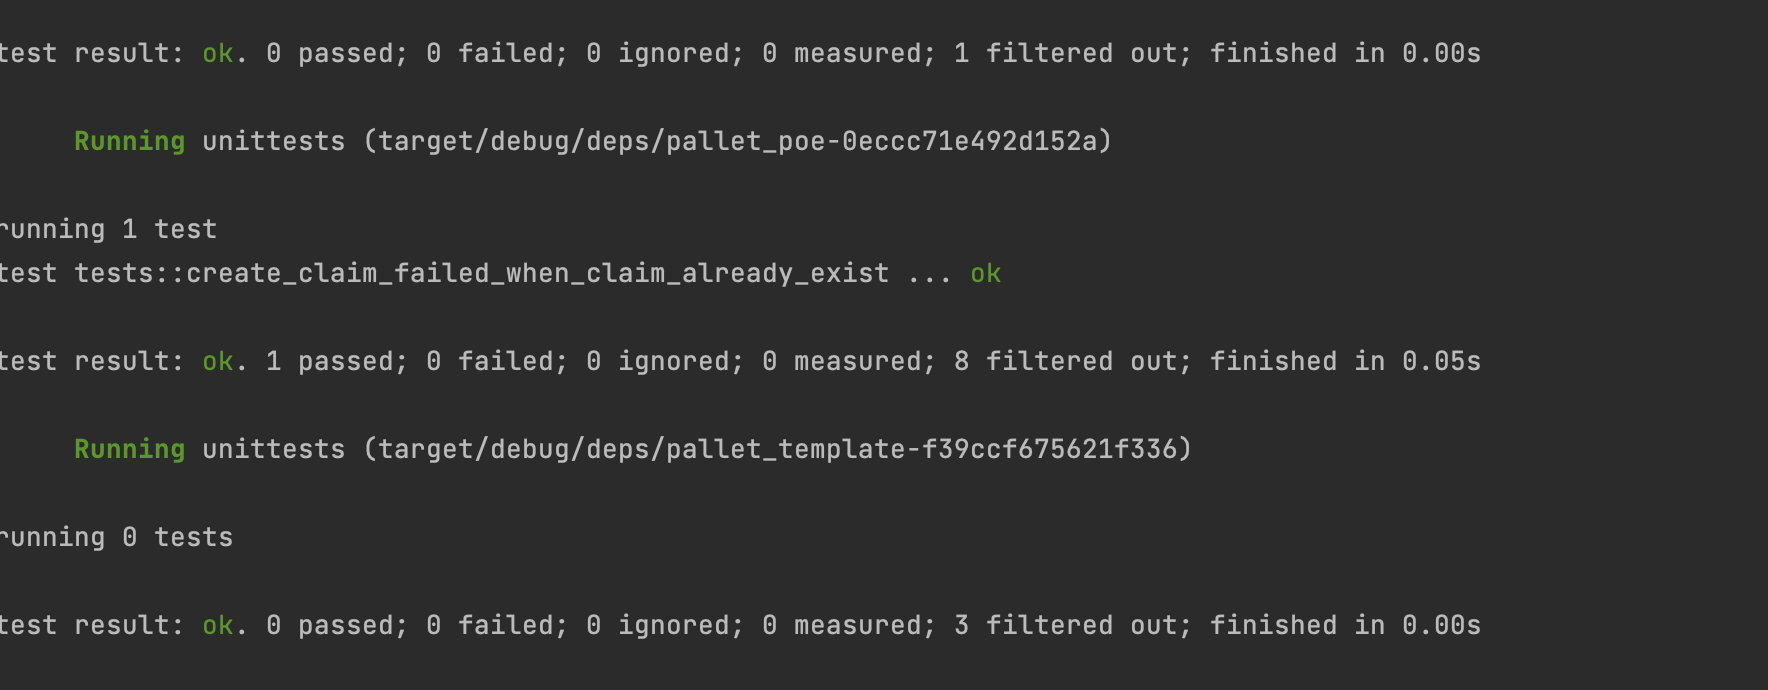 test result: ok. 0 passed; 0 failed; 0 ignored; 0 measured; 1 filtered out; finished in 0.00s
Running unittests (target/debug/deps/pallet_poe-0eccc71e492d152a)
running 1 test
test tests::create_claim_failed_when_claim_already_exist ... ok
test result: ok. 1 passed; 0 failed; 0 ignored; 0 measured; 8 filtered out; finished in 0.05s
Running unittests (target/debug/deps/pallet_template-f39ccf675621f336)
running 0 tests
test result: ok. 0 passed; 0 failed; 0 ignored; 0 measured; 3 filtered out; finished in 0.00s